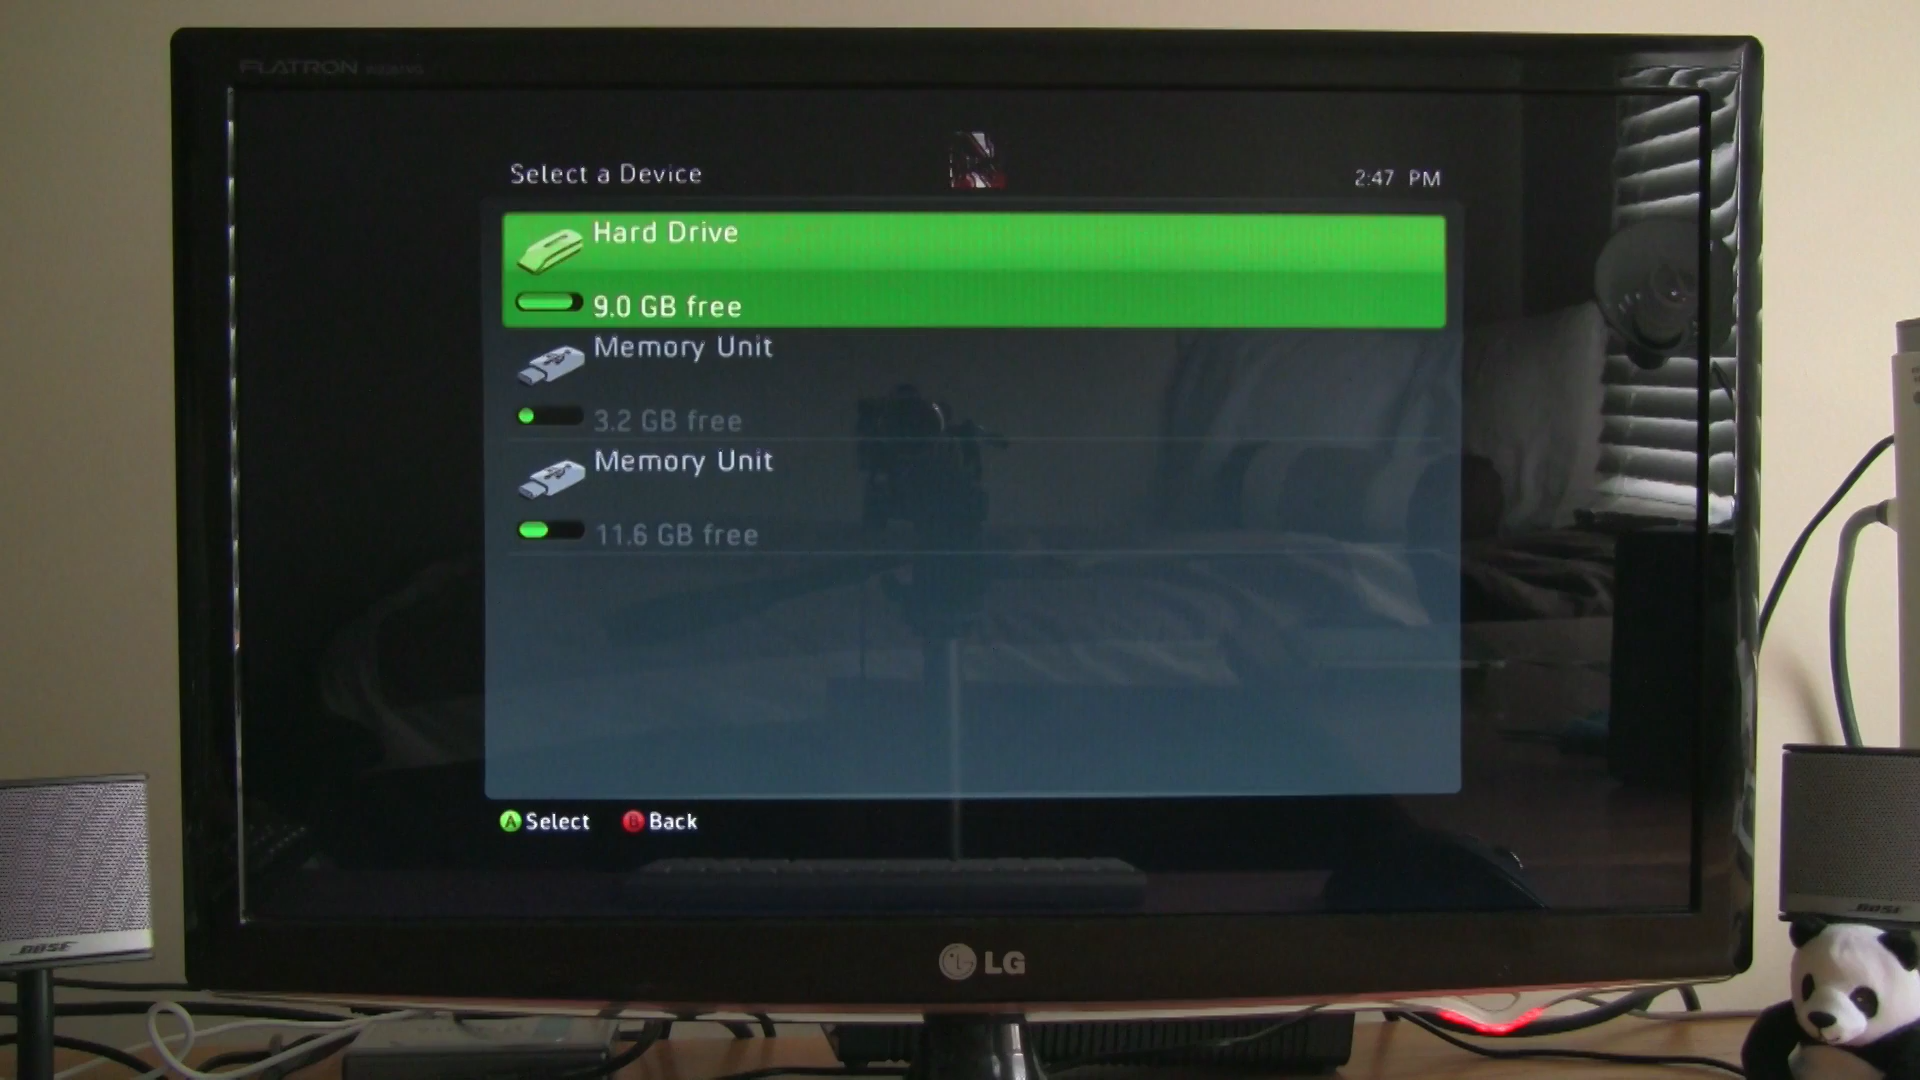 FLATRON
Select a Device
2:47 PM
Hard Drive
9.0 GB free
Memory Unit
3.2 GB free
Memory Unit
11.6 GB free
A Select B Back
BOSE
BOSE
LG